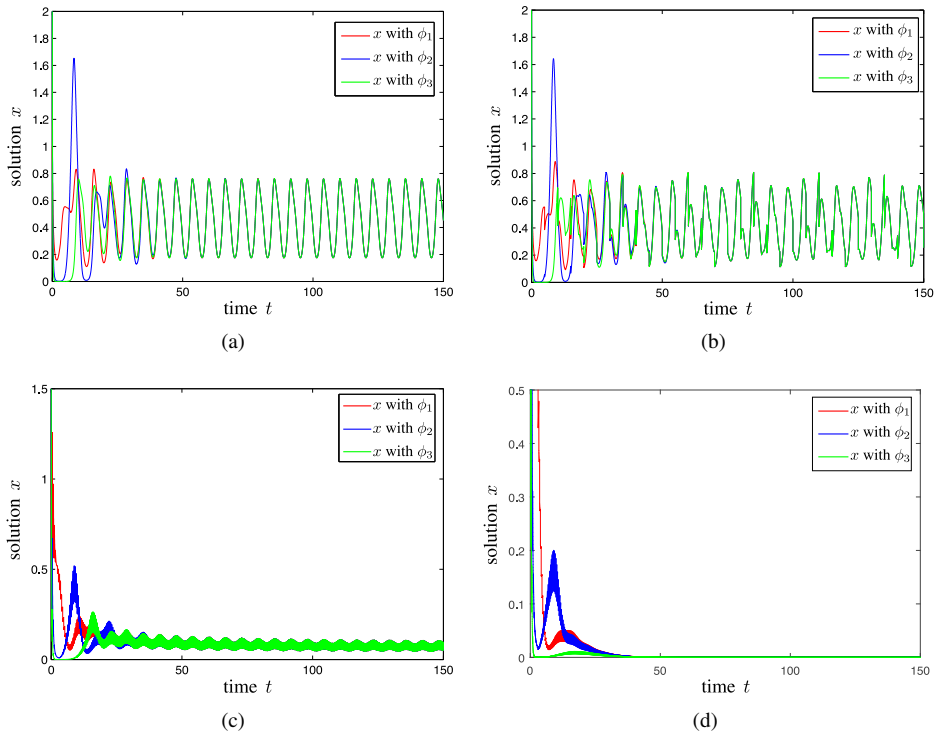 2
1.8
1.6
1.4
1.2
1
0.8
0.6
0.4
0.2
0
0 50 100 150
solution x
time t
x with ϕ₁
x with ϕ₂
x with ϕ₃
(a)
2
1.8
1.6
1.4
1.2
1
0.8
0.6
0.4
0.2
0
0 50 100 150
solution x
time t
x with ϕ₁
x with ϕ₂
x with ϕ₃
(b)
1.5
1
0.5
0
0 50 100 150
solution x
time t
x with ϕ₁
x with ϕ₂
x with ϕ₃
(c)
0.5
0.4
0.3
0.2
0.1
0
0 50 100 150
solution x
time t
x with ϕ₁
x with ϕ₂
x with ϕ₃
(d)